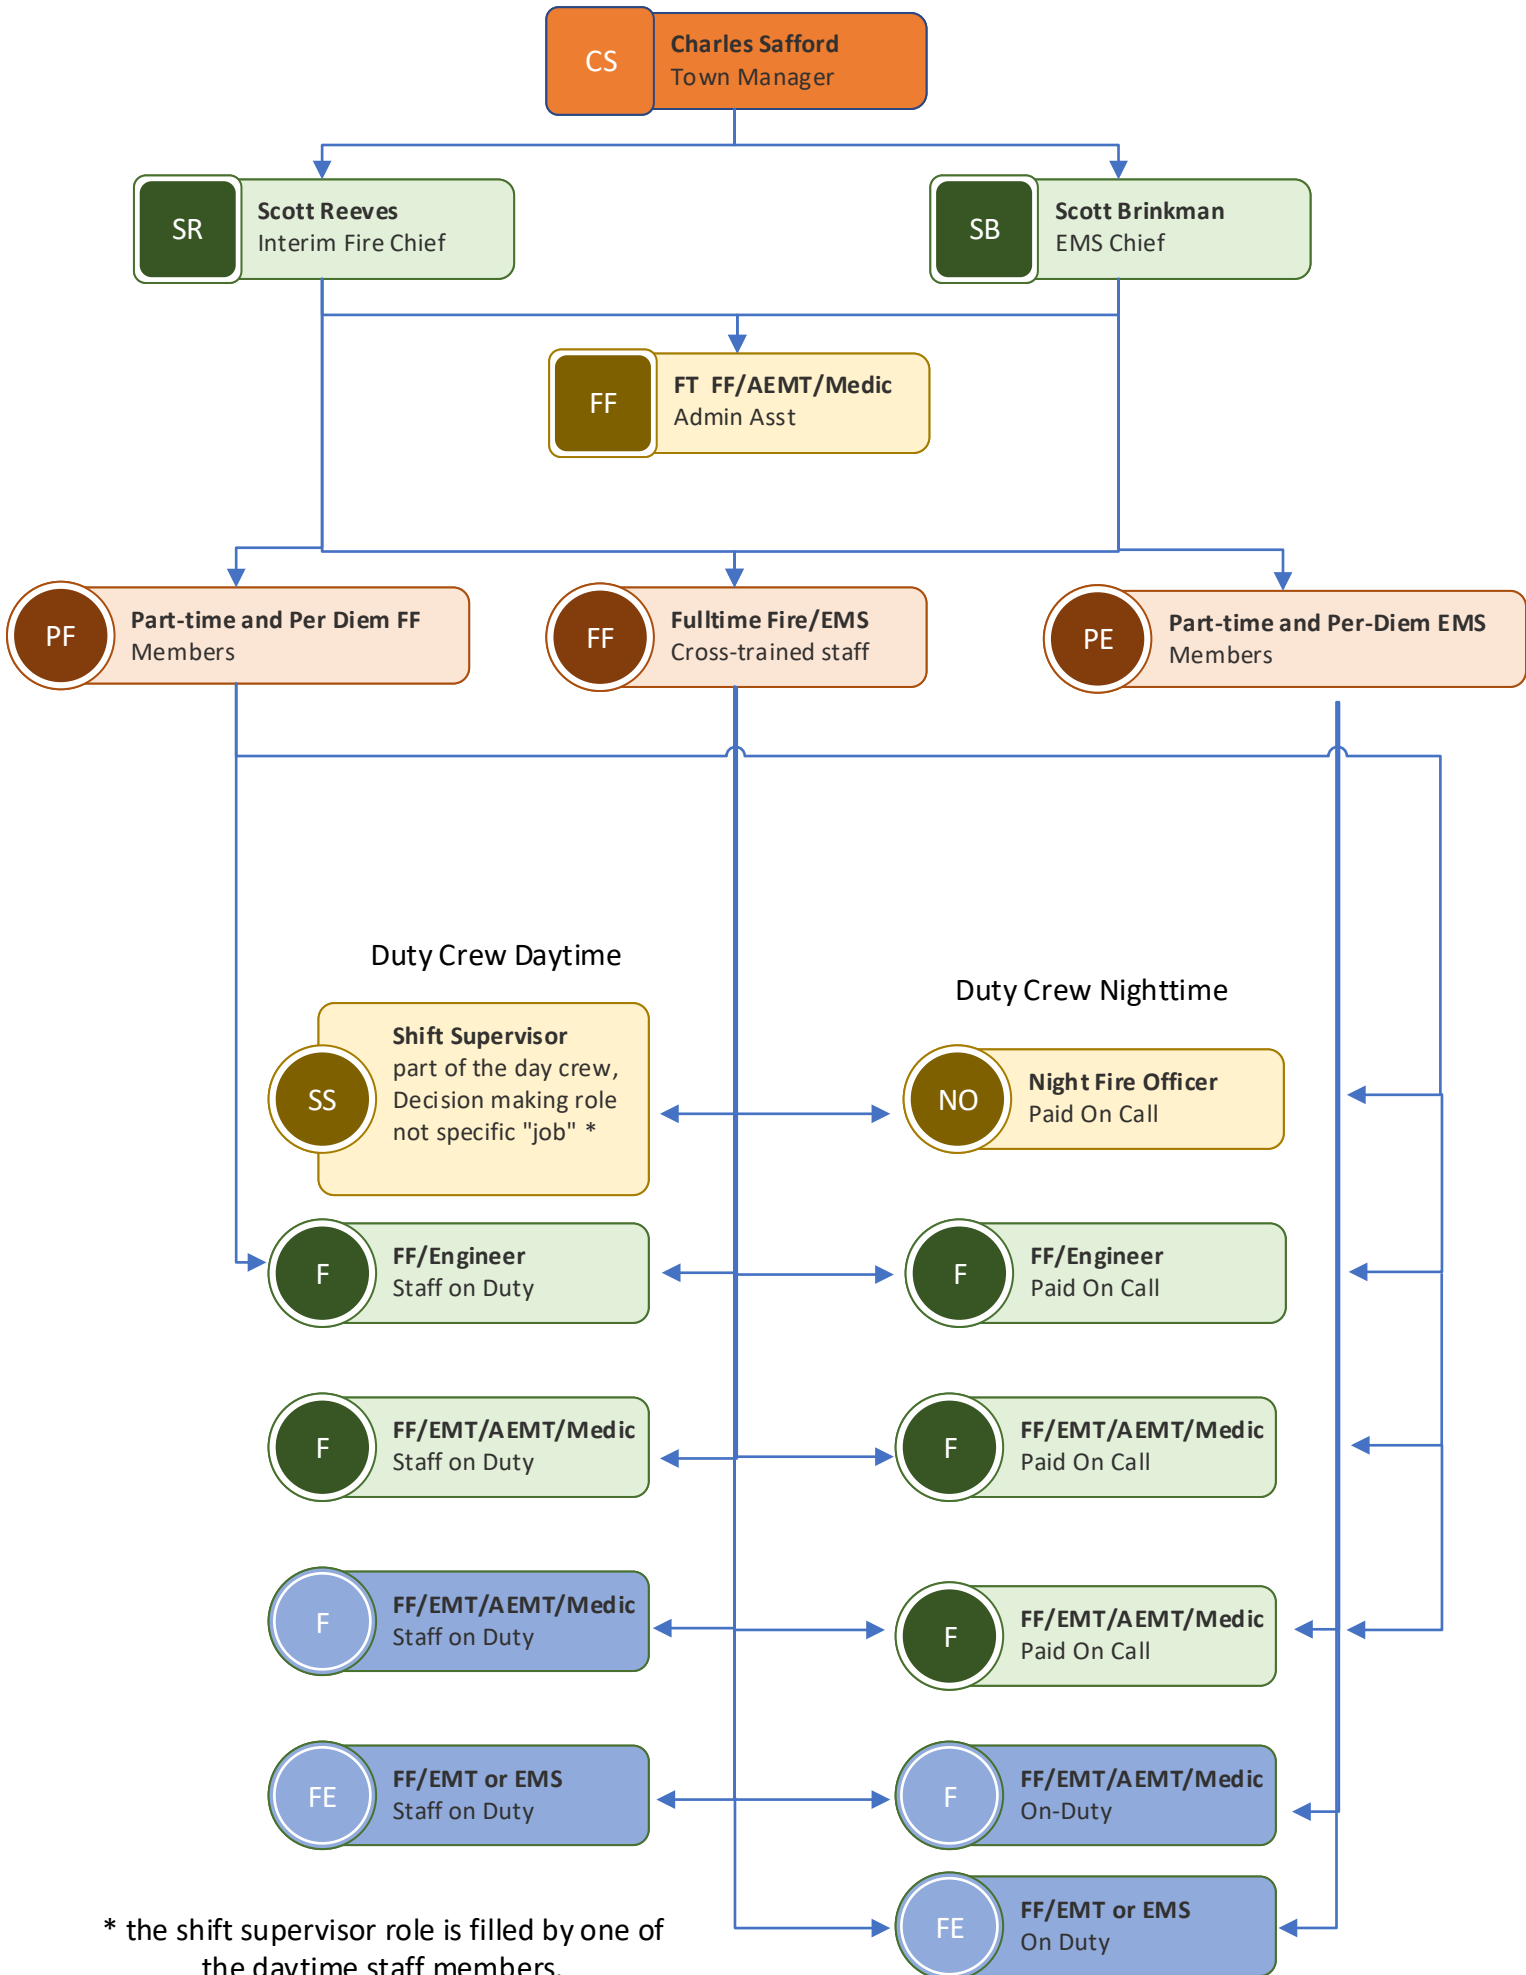 CS
Charles Safford
Town Manager
SR
Scott Reeves
Interim Fire Chief
SB
Scott Brinkman
EMS Chief
FF
FT FF/AEMT/Medic
Admin Asst
PF
Part-time and Per Diem FF
Members
FF
Fulltime Fire/EMS
Cross-trained staff
PE
Part-time and Per-Diem EMS
Members
Duty Crew Daytime
Duty Crew Nighttime
SS
Shift Supervisor
part of the day crew,
Decision making role
not specific "job" *
NO
Night Fire Officer
Paid On Call
F
FF/Engineer
Staff on Duty
F
FF/Engineer
Paid On Call
F
FF/EMT/AEMT/Medic
Staff on Duty
F
FF/EMT/AEMT/Medic
Paid On Call
F
FF/EMT/AEMT/Medic
Staff on Duty
F
FF/EMT/AEMT/Medic
Paid On Call
FE
FF/EMT or EMS
Staff on Duty
F
FF/EMT/AEMT/Medic
On-Duty
FE
FF/EMT or EMS
On Duty
* the shift supervisor role is filled by one of
the daytime staff members.